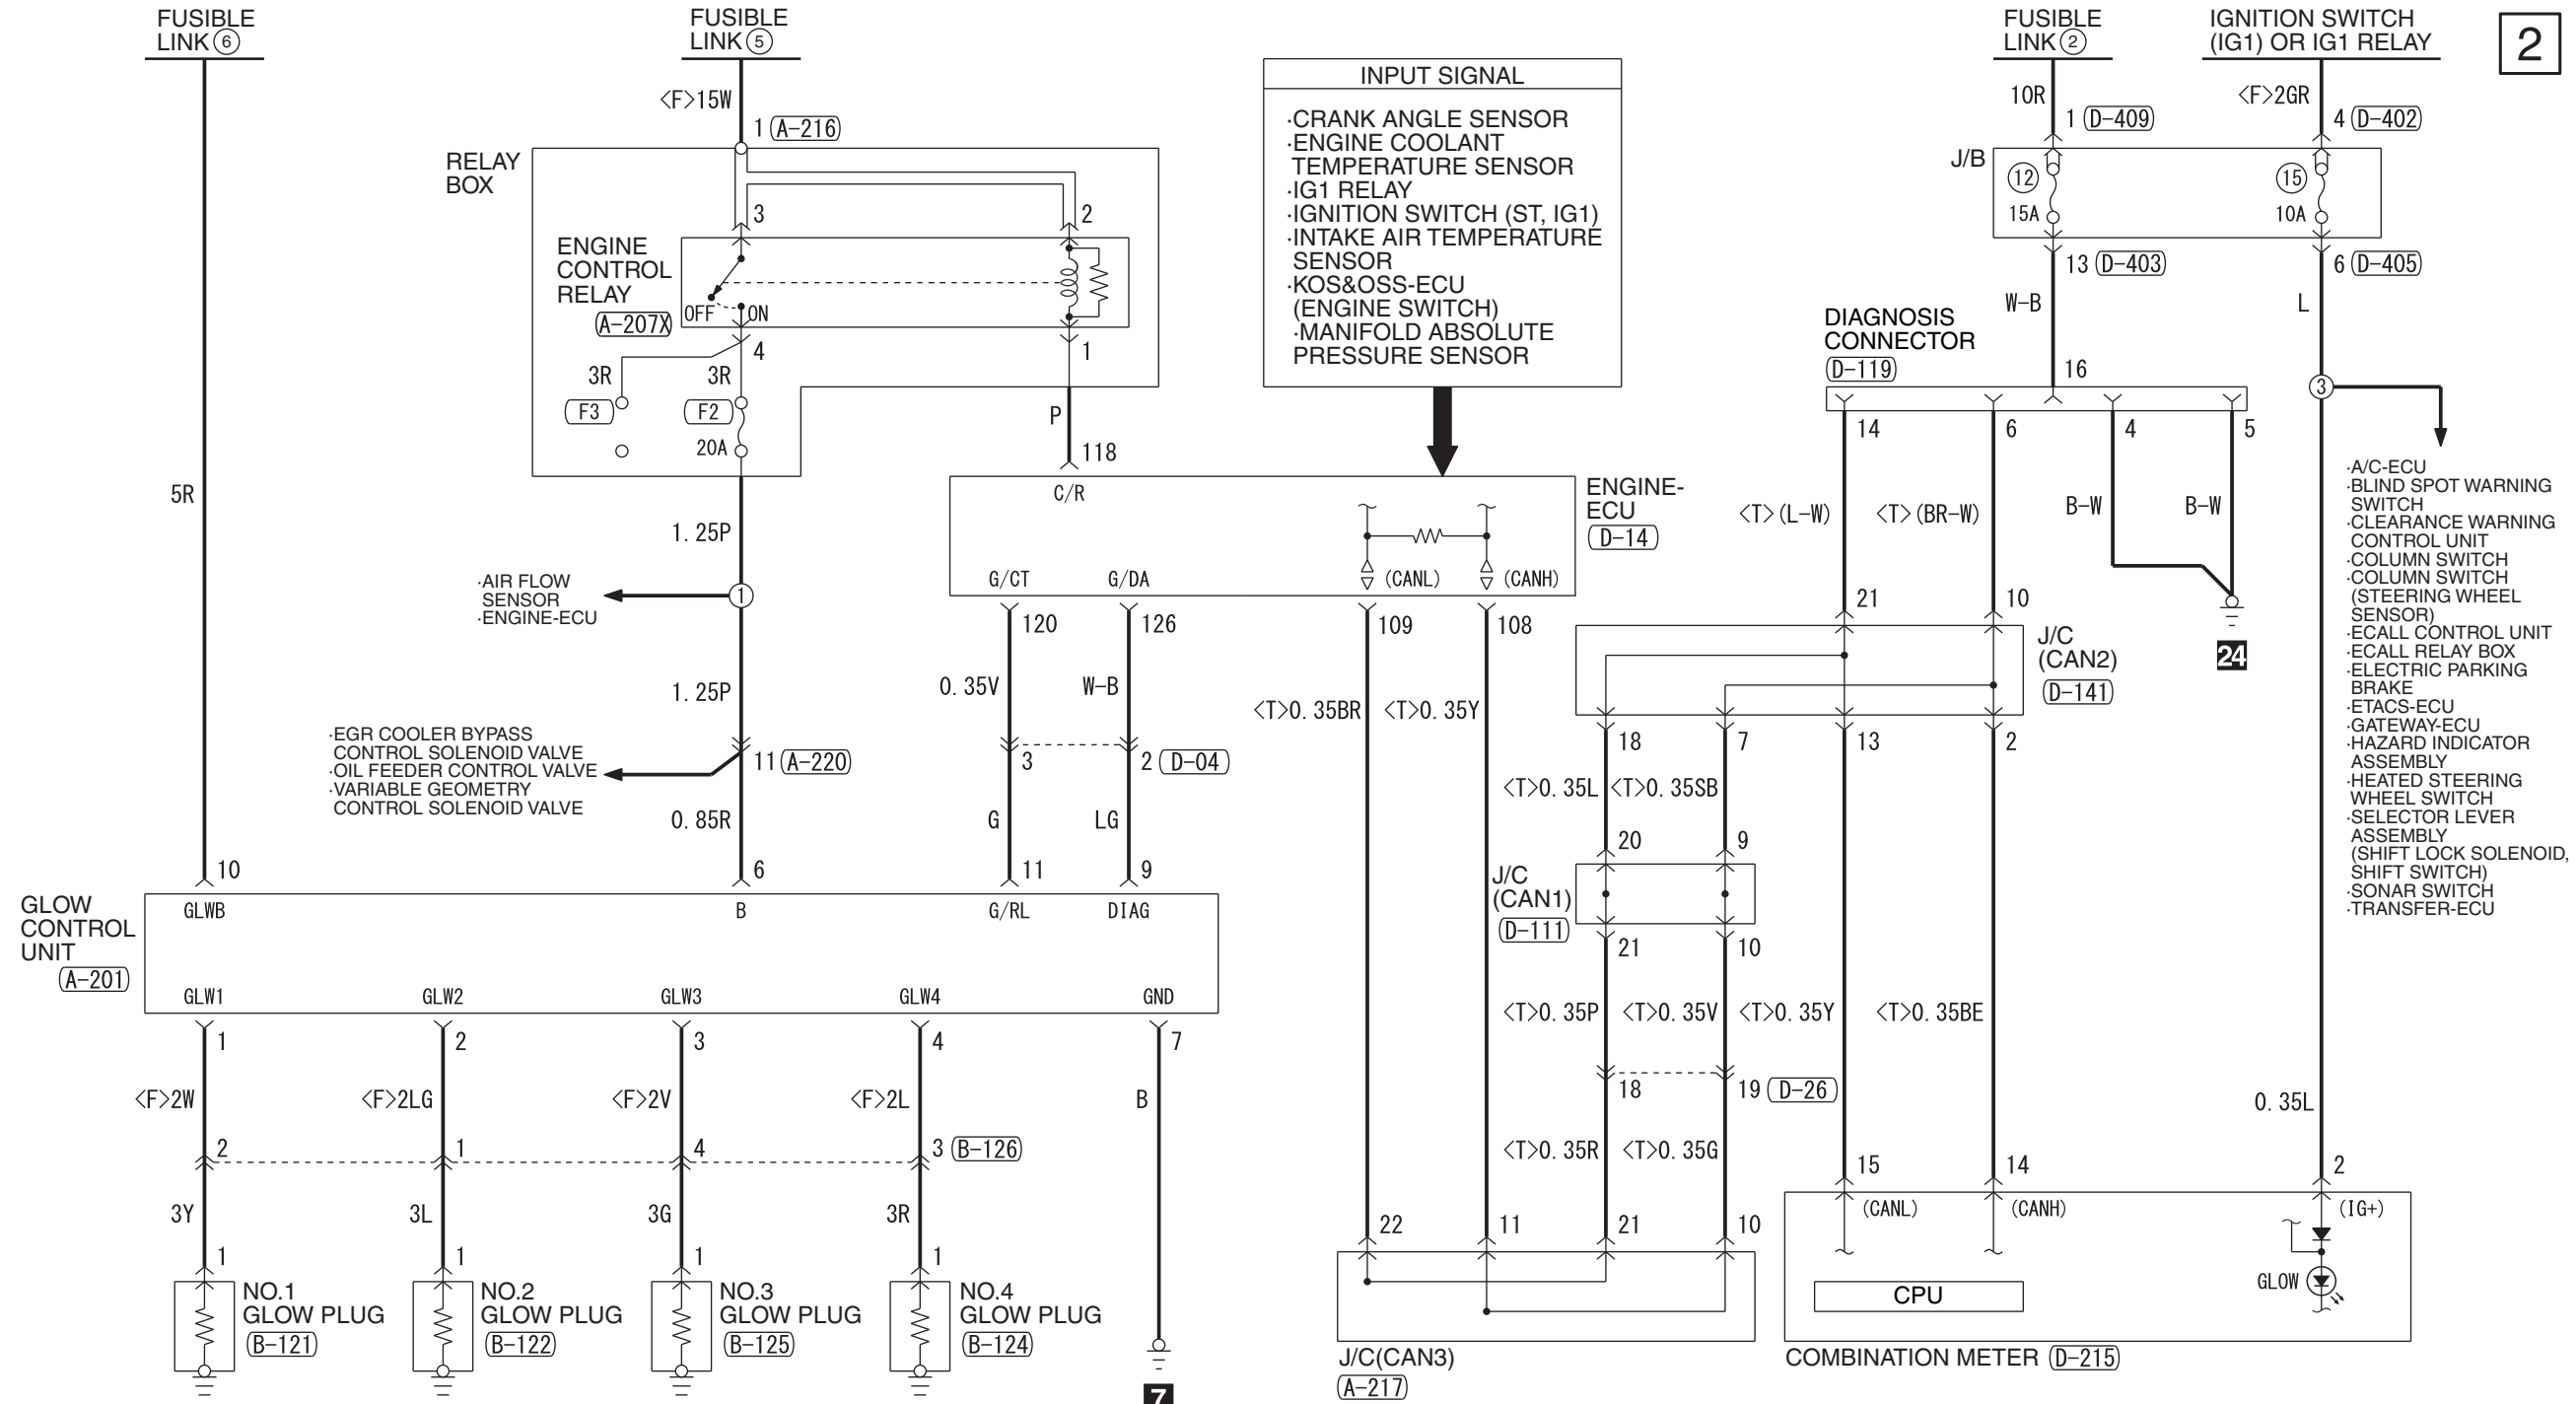 FUSIBLE
LINK 6
FUSIBLE
LINK 5
FUSIBLE
LINK 2
IGNITION SWITCH
(IG1) OR IG1 RELAY
2
<F>15W
1 A-216
RELAY
BOX
3
2
ENGINE
CONTROL
RELAY
A-207X
OFF
ON
4
1
3R
3R
F3
F2
20A
P
118
INPUT SIGNAL
·CRANK ANGLE SENSOR
·ENGINE COOLANT
TEMPERATURE SENSOR
·IG1 RELAY
·IGNITION SWITCH (ST, IG1)
·INTAKE AIR TEMPERATURE
SENSOR
·KOS&OSS-ECU
(ENGINE SWITCH)
·MANIFOLD ABSOLUTE
PRESSURE SENSOR
10R
<F>2GR
1 D-409
4 D-402
J/B
12
15A
15
10A
13 D-403
6 D-405
W-B
L
DIAGNOSIS
CONNECTOR
D-119
16
3
14
6
4
5
<T>(L-W)
<T>(BR-W)
B-W
B-W
24
·A/C-ECU
·BLIND SPOT WARNING
SWITCH
·CLEARANCE WARNING
CONTROL UNIT
·COLUMN SWITCH
·COLUMN SWITCH
(STEERING WHEEL
SENSOR)
·ECALL CONTROL UNIT
·ECALL RELAY BOX
·ELECTRIC PARKING
BRAKE
·ETACS-ECU
·GATEWAY-ECU
·HAZARD INDICATOR
ASSEMBLY
·HEATED STEERING
WHEEL SWITCH
·SELECTOR LEVER
ASSEMBLY
(SHIFT LOCK SOLENOID,
SHIFT SWITCH)
·SONAR SWITCH
·TRANSFER-ECU
5R
1.25P
·AIR FLOW
SENSOR
·ENGINE-ECU
1
1.25P
·EGR COOLER BYPASS
CONTROL SOLENOID VALVE
·OIL FEEDER CONTROL VALVE
·VARIABLE GEOMETRY
CONTROL SOLENOID VALVE
11 A-220
0.85R
C/R
ENGINE-
ECU
D-14
G/CT
G/DA
(CANL)
(CANH)
120
126
109
108
0.35V
W-B
<T>0.35BR
<T>0.35Y
3
2 D-04
G
LG
21
10
J/C
(CAN2)
D-141
18
7
13
2
<T>0.35L
<T>0.35SB
20
9
J/C
(CAN1)
D-111
21
10
<T>0.35P
<T>0.35V
<T>0.35Y
<T>0.35BE
18
19 D-26
<T>0.35R
<T>0.35G
0.35L
10
6
11
9
GLOW
CONTROL
UNIT
A-201
GLWB
B
G/RL
DIAG
GLW1
GLW2
GLW3
GLW4
GND
1
2
3
4
7
<F>2W
<F>2LG
<F>2V
<F>2L
B
2
1
4
3 B-126
3Y
3L
3G
3R
1
1
1
1
NO.1
GLOW PLUG
B-121
NO.2
GLOW PLUG
B-122
NO.3
GLOW PLUG
B-125
NO.4
GLOW PLUG
B-124
7
22
11
21
10
J/C(CAN3)
A-217
15
14
2
(CANL)
(CANH)
(IG+)
GLOW
CPU
COMBINATION METER D-215